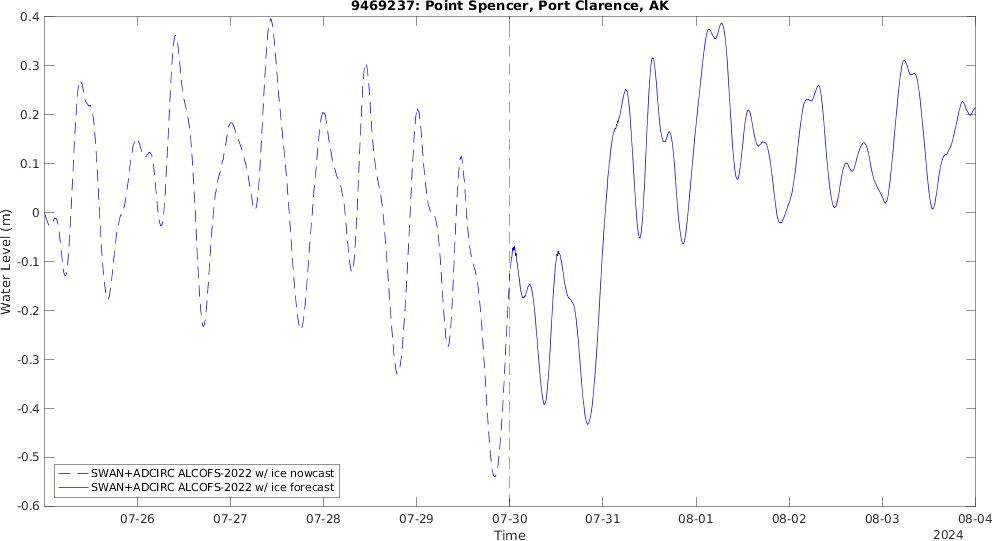 9469237: Point Spencer, Port Clarence, AK
0.4
0.3
0.2
0.1
0
-0.1
-0.2
-0.3
-0.4
-0.5
-0.6
Water Level (m)
SWAN+ADCIRC ALCOFS-2022 w/ ice nowcast
SWAN+ADCIRC ALCOFS-2022 w/ ice forecast
07-26 07-27 07-28 07-29 07-30 07-31 08-01 08-02 08-03 08-04
Time
2024